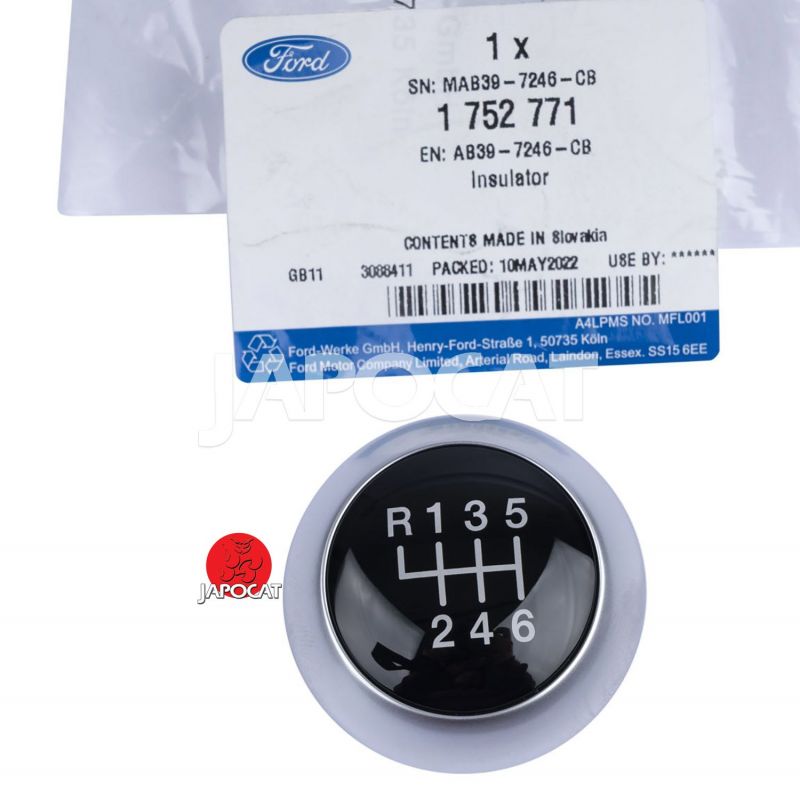 Ford
1 x
SN: MAB39-7246-CB
1 752 771
EN: AB39-7246-CB
Insulator
CONTENTS MADE IN Slovakia
GB11 3088411 PACKED: 10MAY2022 USE BY: ******
A4LPMS NO. MFL001
Ford-Werke GmbH, Henry-Ford-Straße 1, 50735 Köln
Ford Motor Company Limited, Arterial Road, Laindon, Essex. SS15 6EE
JAPOCAT
R 1 3 5
2 4 6
JAPOCAT